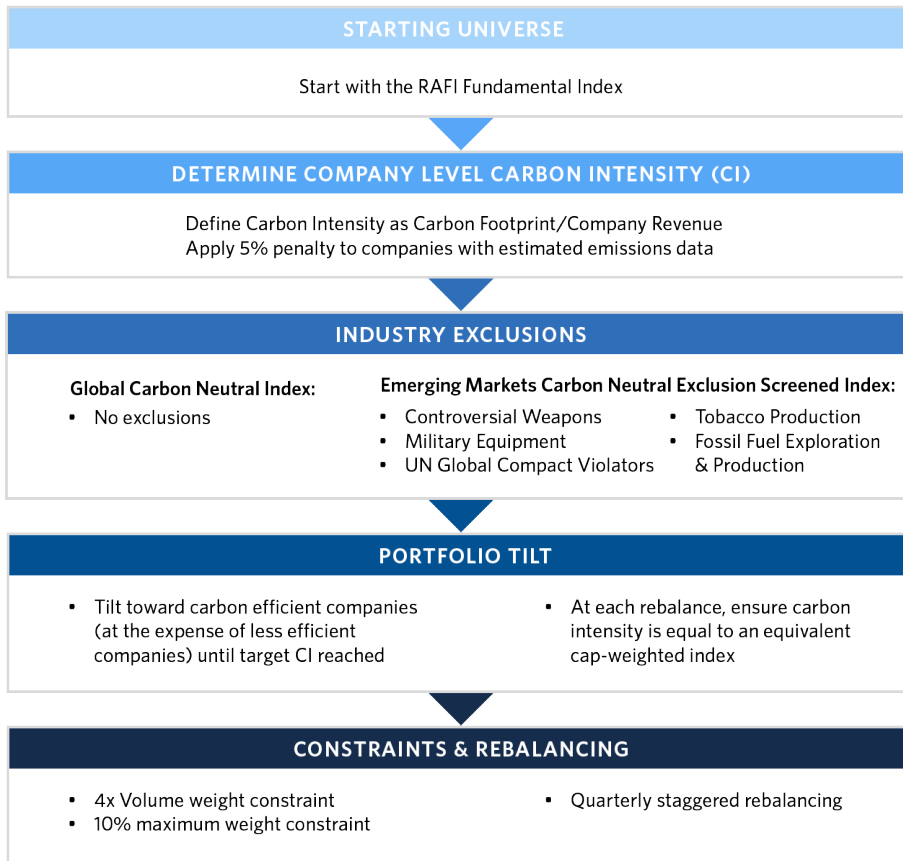 STARTING UNIVERSE
Start with the RAFI Fundamental Index
DETERMINE COMPANY LEVEL CARBON INTENSITY (CI)
Define Carbon Intensity as Carbon Footprint/Company Revenue
Apply 5% penalty to companies with estimated emissions data
INDUSTRY EXCLUSIONS
Global Carbon Neutral Index:
• No exclusions
Emerging Markets Carbon Neutral Exclusion Screened Index:
• Controversial Weapons
• Military Equipment
• UN Global Compact Violators
• Tobacco Production
• Fossil Fuel Exploration
& Production
PORTFOLIO TILT
• Tilt toward carbon efficient companies
(at the expense of less efficient
companies) until target CI reached
• At each rebalance, ensure carbon
intensity is equal to an equivalent
cap-weighted index
CONSTRAINTS & REBALANCING
• 4x Volume weight constraint
• 10% maximum weight constraint
• Quarterly staggered rebalancing